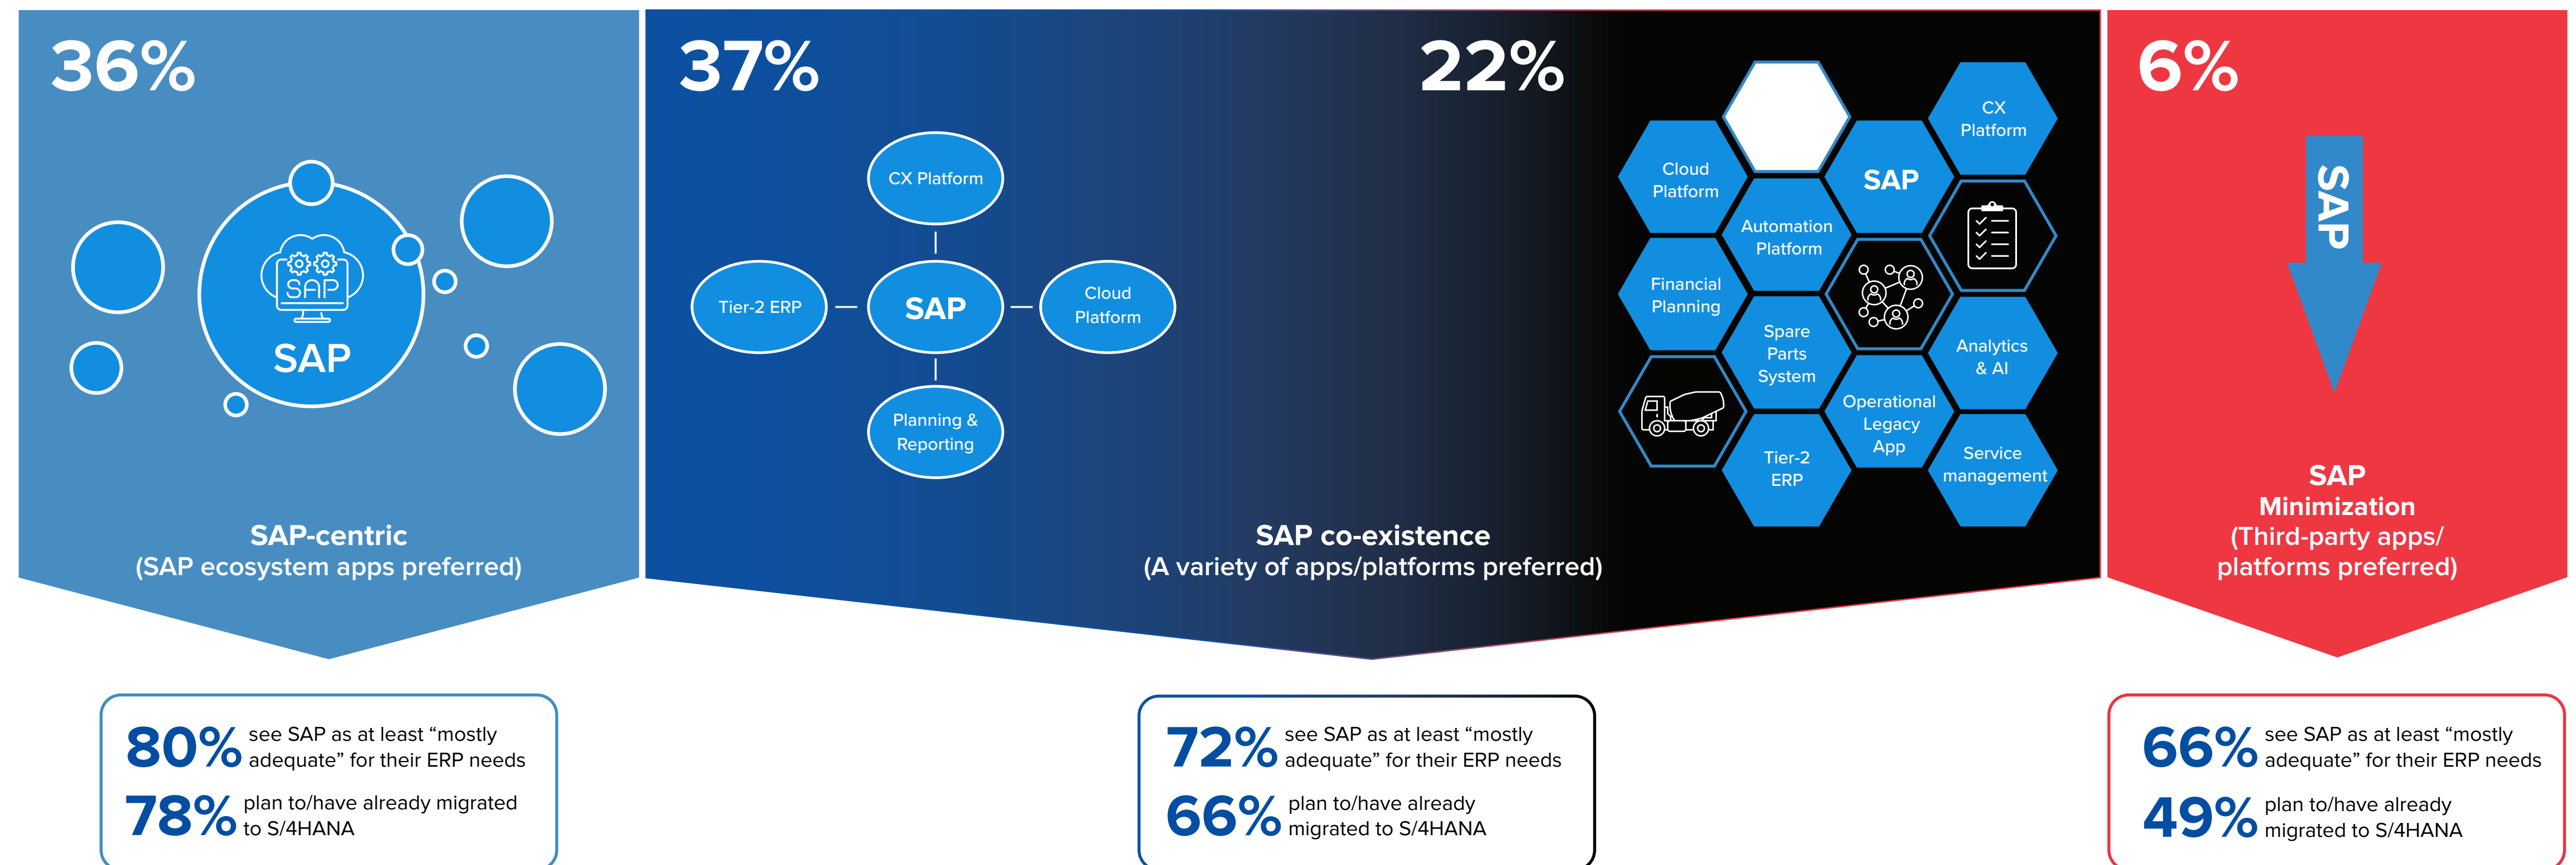 36%
SAP
SAP
SAP-centric
(SAP ecosystem apps preferred)
37%
CX Platform
Tier-2 ERP
SAP
Cloud
Platform
Planning &
Reporting
22%
CX
Platform
Cloud
Platform
SAP
Automation
Platform
Financial
Planning
Spare
Parts
System
Analytics
& AI
Operational
Legacy
App
Tier-2
ERP
Service
management
SAP co-existence
(A variety of apps/platforms preferred)
6%
SAP
SAP
Minimization
(Third-party apps/
platforms preferred)
80% see SAP as at least “mostly
adequate” for their ERP needs
78% plan to/have already migrated
to S/4HANA
72% see SAP as at least “mostly
adequate” for their ERP needs
66% plan to/have already
migrated to S/4HANA
66% see SAP as at least “mostly
adequate” for their ERP needs
49% plan to/have already
migrated to S/4HANA